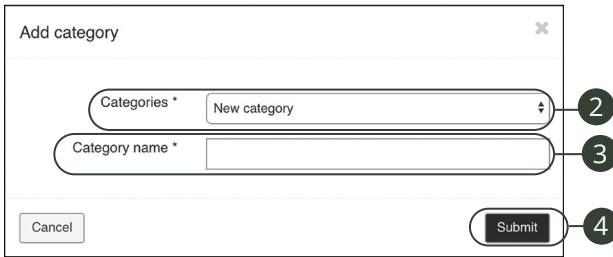 Add category
Categories *
New category
2
Category name *
3
Cancel
Submit
4